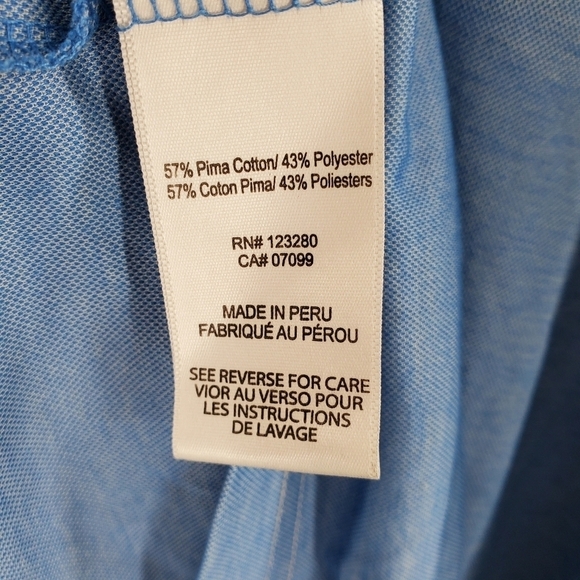 57% Pima Cotton/ 43% Polyester
57% Coton Pima/ 43% Poliesters
RN# 123280
CA# 07099
MADE IN PERU
FABRIQUÉ AU PÉROU
SEE REVERSE FOR CARE
VIOR AU VERSO POUR
LES INSTRUCTIONS
DE LAVAGE